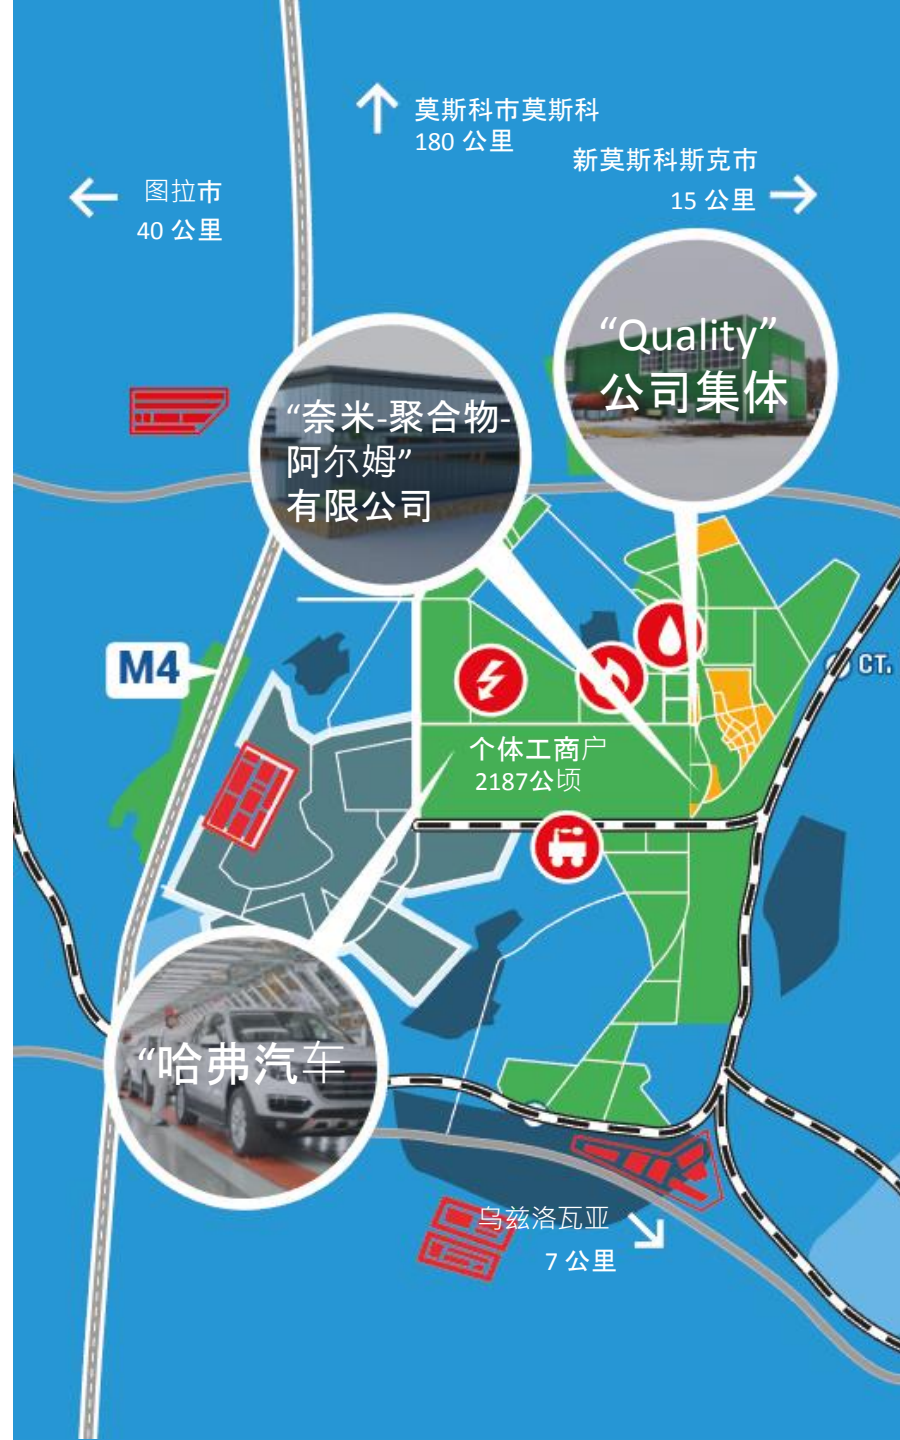 莫斯科市莫斯科
180 公里
新莫斯科斯克市
15 公里
图拉市
40 公里
“Quality”
公司集体
“奈米-聚合物-
阿尔姆”
有限公司
M4
СТ.
个体工商户
2187公顷
“哈弗汽车
乌兹洛瓦亚
7 公里